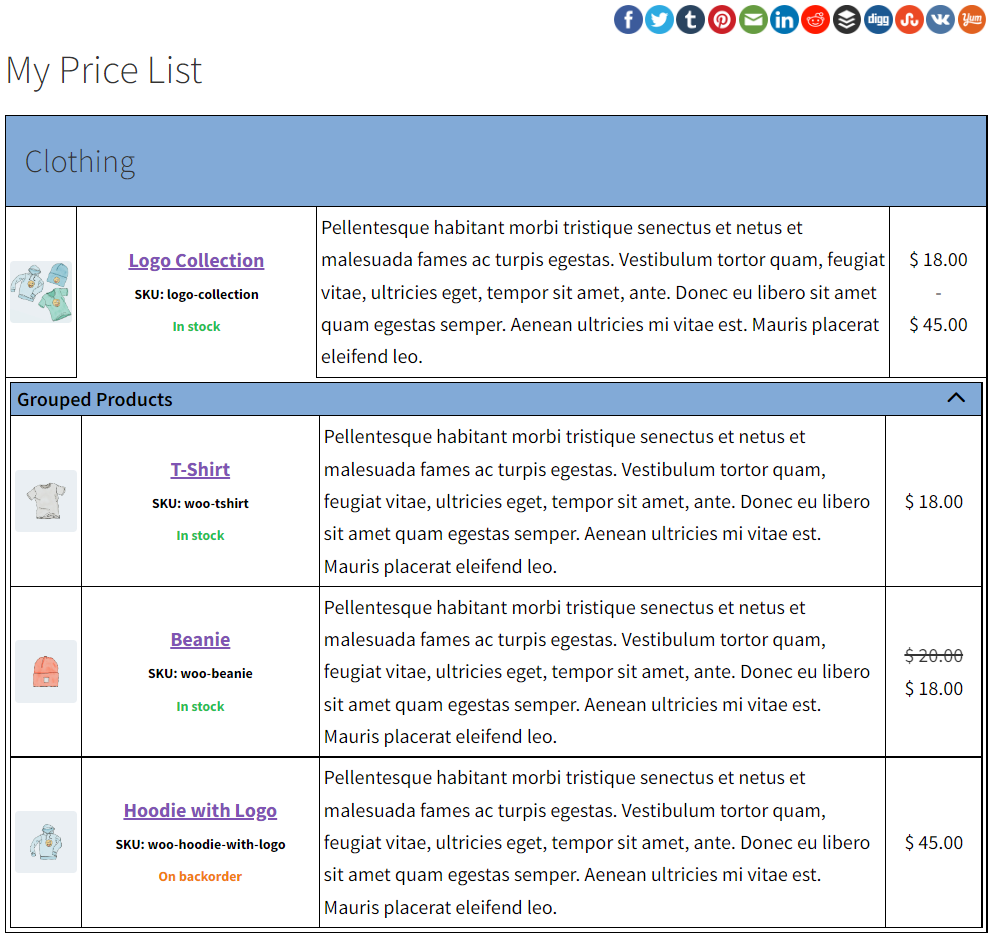 digg
Yum
My Price List
Clothing
Logo Collection
SKU: logo-collection
In stock
Pellentesque habitant morbi tristique senectus et netus et
malesuada fames ac turpis egestas. Vestibulum tortor quam, feugiat
vitae, ultricies eget, tempor sit amet, ante. Donec eu libero sit amet
quam egestas semper. Aenean ultricies mi vitae est. Mauris placerat
eleifend leo.
$ 18.00
-
$ 45.00
Grouped Products
T-Shirt
SKU: woo-tshirt
In stock
Pellentesque habitant morbi tristique senectus et netus et
malesuada fames ac turpis egestas. Vestibulum tortor quam,
feugiat vitae, ultricies eget, tempor sit amet, ante. Donec eu libero
sit amet quam egestas semper. Aenean ultricies mi vitae est.
Mauris placerat eleifend leo.
$ 18.00
Beanie
SKU: woo-beanie
In stock
Pellentesque habitant morbi tristique senectus et netus et
malesuada fames ac turpis egestas. Vestibulum tortor quam,
feugiat vitae, ultricies eget, tempor sit amet, ante. Donec eu libero
sit amet quam egestas semper. Aenean ultricies mi vitae est.
Mauris placerat eleifend leo.
$ 20.00
$ 18.00
Hoodie with Logo
SKU: woo-hoodie-with-logo
On backorder
Pellentesque habitant morbi tristique senectus et netus et
malesuada fames ac turpis egestas. Vestibulum tortor quam,
feugiat vitae, ultricies eget, tempor sit amet, ante. Donec eu libero
sit amet quam egestas semper. Aenean ultricies mi vitae est.
Mauris placerat eleifend leo.
$ 45.00